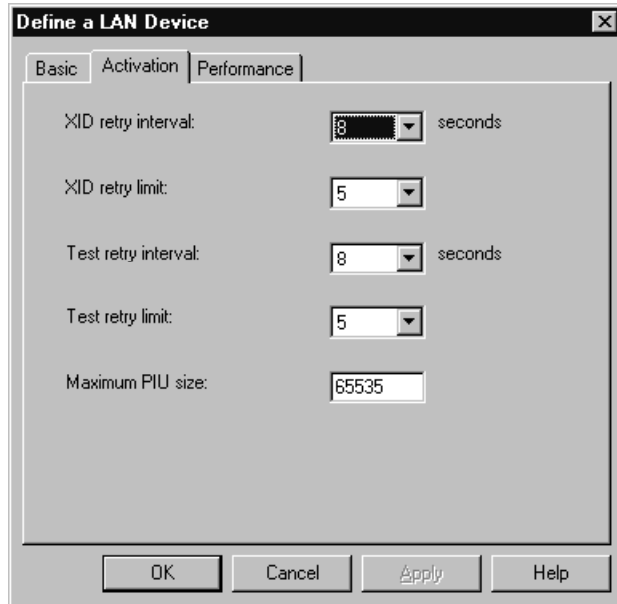 Define a LAN Device
Basic Activation Performance
XID retry interval: 8 seconds
XID retry limit: 5
Test retry interval: 8 seconds
Test retry limit: 5
Maximum PIU size: 65535
OK Cancel Apply Help